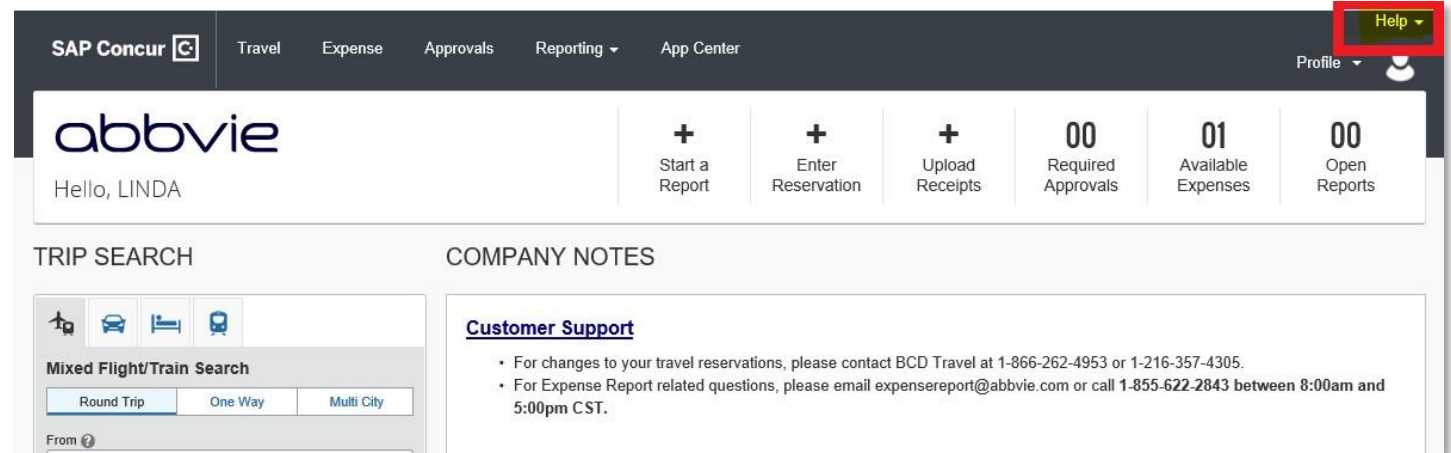 Help
SAP Concur C. Travel Expense Approvals Reporting App Center
Profile
abbvie
Hello, LINDA
+ Start a Report
+ Enter Reservation
+ Upload Receipts
00 Required Approvals
01 Available Expenses
00 Open Reports
TRIP SEARCH
Mixed Flight/Train Search
Round Trip One Way Multi City
From ?
COMPANY NOTES
Customer Support
• For changes to your travel reservations, please contact BCD Travel at 1-866-262-4953 or 1-216-357-4305.
• For Expense Report related questions, please email expensereport@abbvie.com or call 1-855-622-2843 between 8:00am and
5:00pm CST.